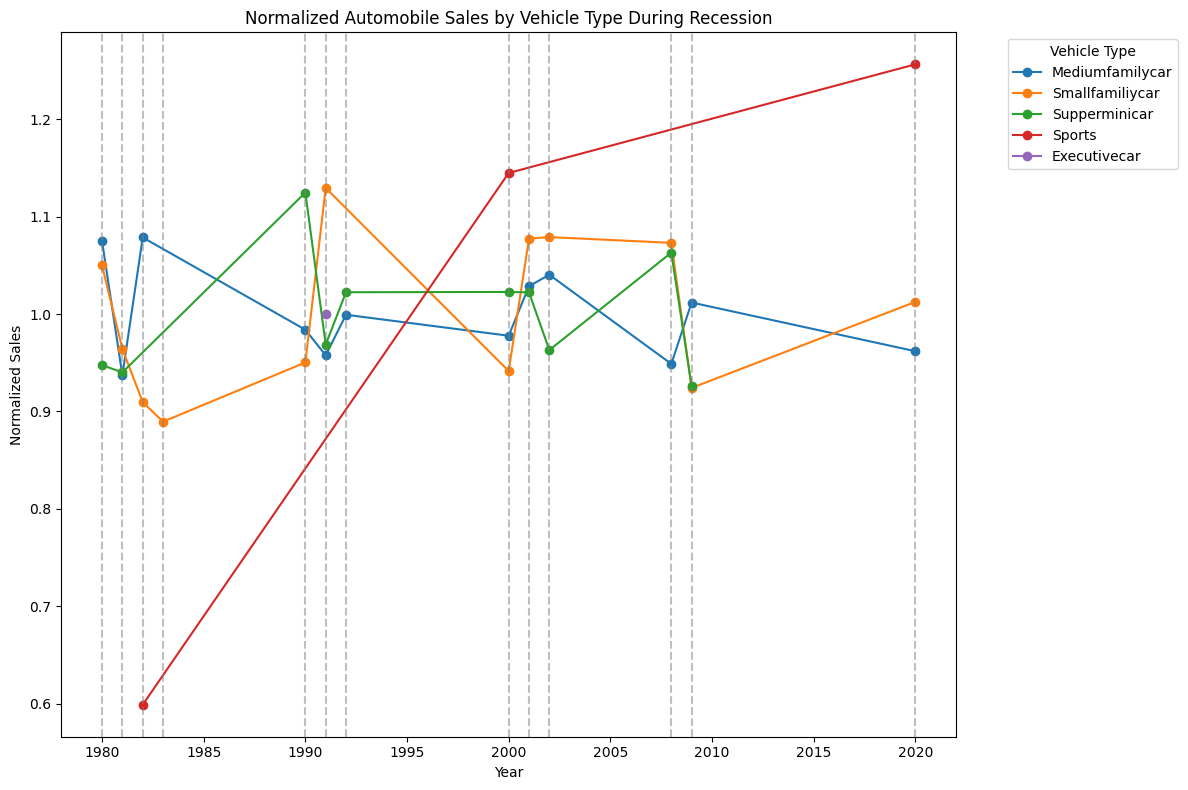 Normalized Automobile Sales by Vehicle Type During Recession
Vehicle Type
Mediumfamilycar
Smallfamiliycar
Supperminicar
Sports
Executivecar
Normalized Sales
1.2
1.1
1.0
0.9
0.8
0.7
0.6
1980 1985 1990 1995 2000 2005 2010 2015 2020
Year